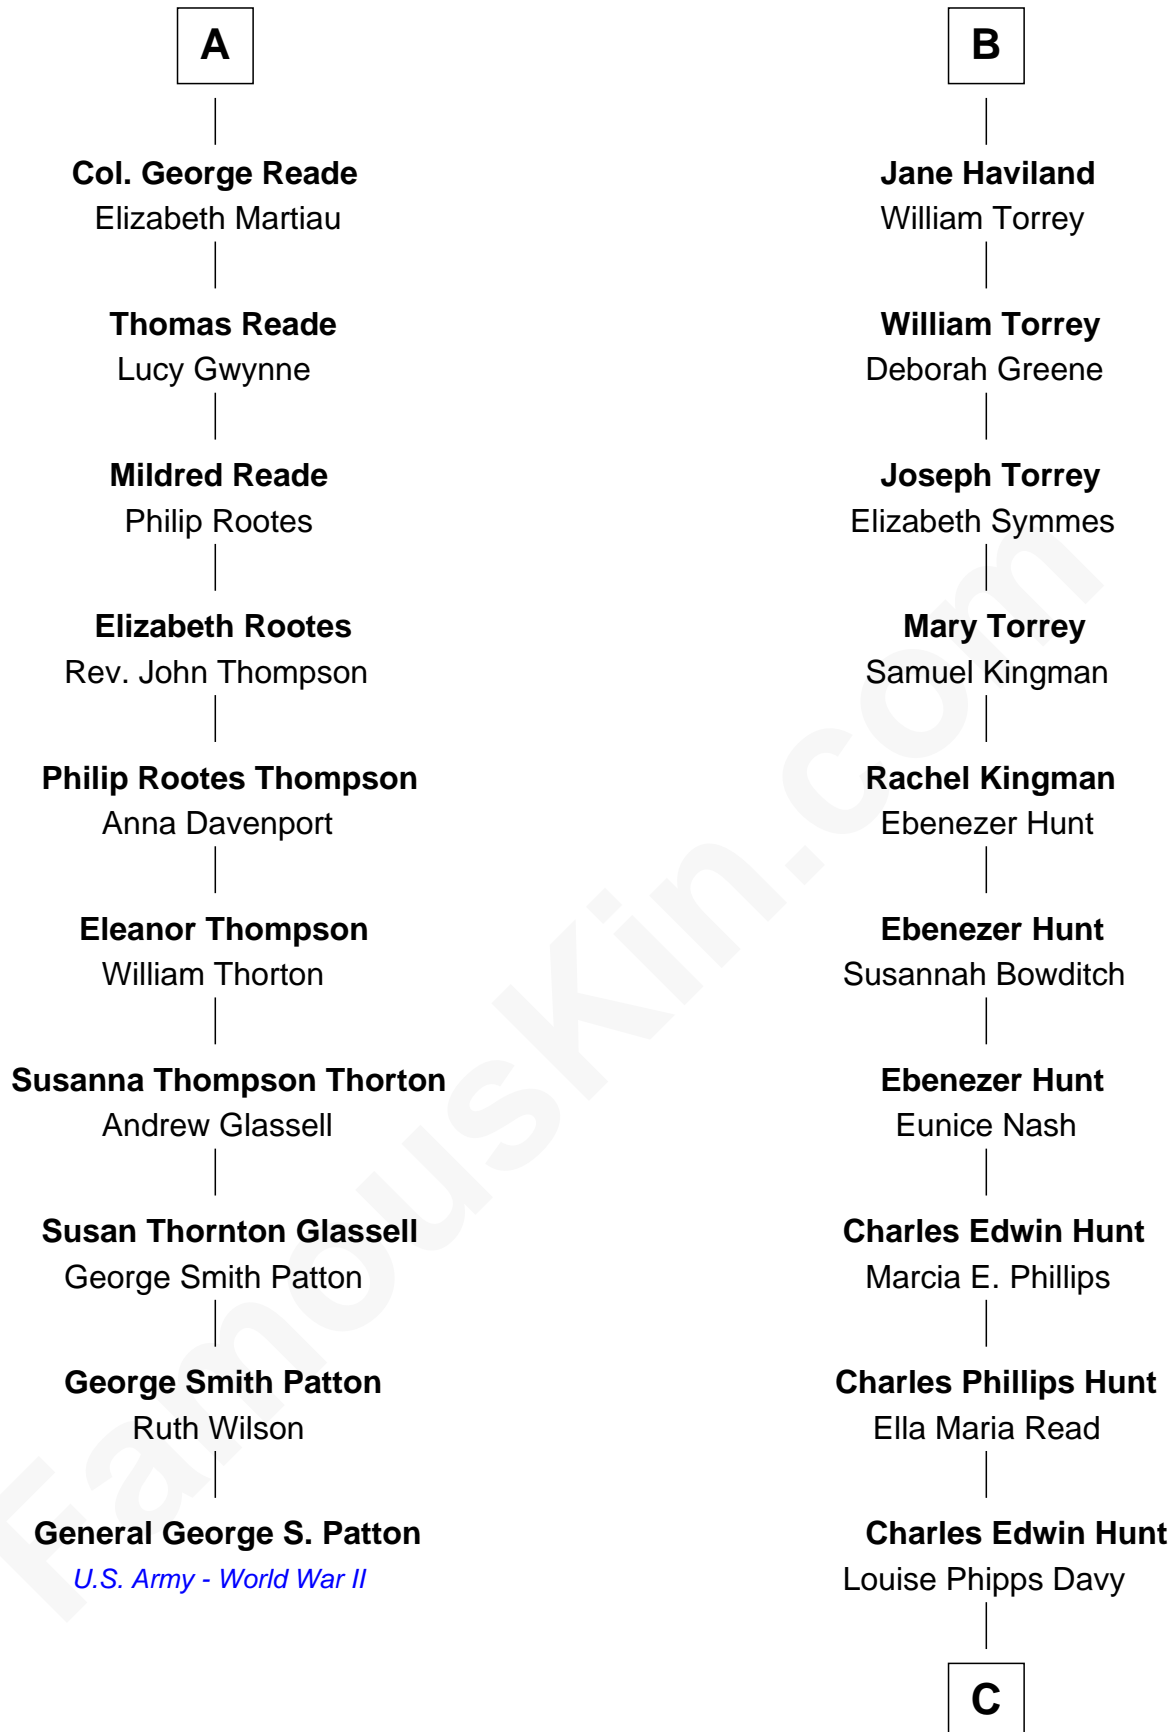 A
Col. George Reade
Elizabeth Martiau
Thomas Reade
Lucy Gwynne
Mildred Reade
Philip Rootes
Elizabeth Rootes
Rev. John Thompson
Philip Rootes Thompson
Anna Davenport
Eleanor Thompson
William Thorton
Susanna Thompson Thorton
Andrew Glassell
Susan Thornton Glassell
George Smith Patton
George Smith Patton
Ruth Wilson
General George S. Patton
U.S. Army - World War II
B
Jane Haviland
William Torrey
William Torrey
Deborah Greene
Joseph Torrey
Elizabeth Symmes
Mary Torrey
Samuel Kingman
Rachel Kingman
Ebenezer Hunt
Ebenezer Hunt
Susannah Bowditch
Ebenezer Hunt
Eunice Nash
Charles Edwin Hunt
Marcia E. Phillips
Charles Phillips Hunt
Ella Maria Read
Charles Edwin Hunt
Louise Phipps Davy
C
FamousKin.com